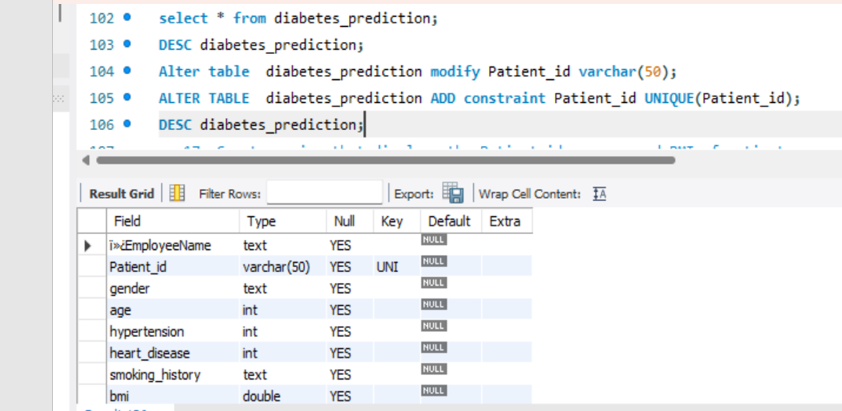 102 select * from diabetes_prediction;
103 DESC diabetes_prediction;
104 Alter table  diabetes_prediction modify Patient_id varchar(50);
105 ALTER TABLE  diabetes_prediction ADD constraint Patient_id UNIQUE(Patient_id);
106 DESC diabetes_prediction;
Result Grid Filter Rows: Export: Wrap Cell Content:
Field Type Null Key Default Extra
ï»¿EmployeeName text YES NULL
Patient_id varchar(50) YES UNI NULL
gender text YES NULL
age int YES NULL
hypertension int YES NULL
heart_disease int YES NULL
smoking_history text YES NULL
bmi double YES NULL